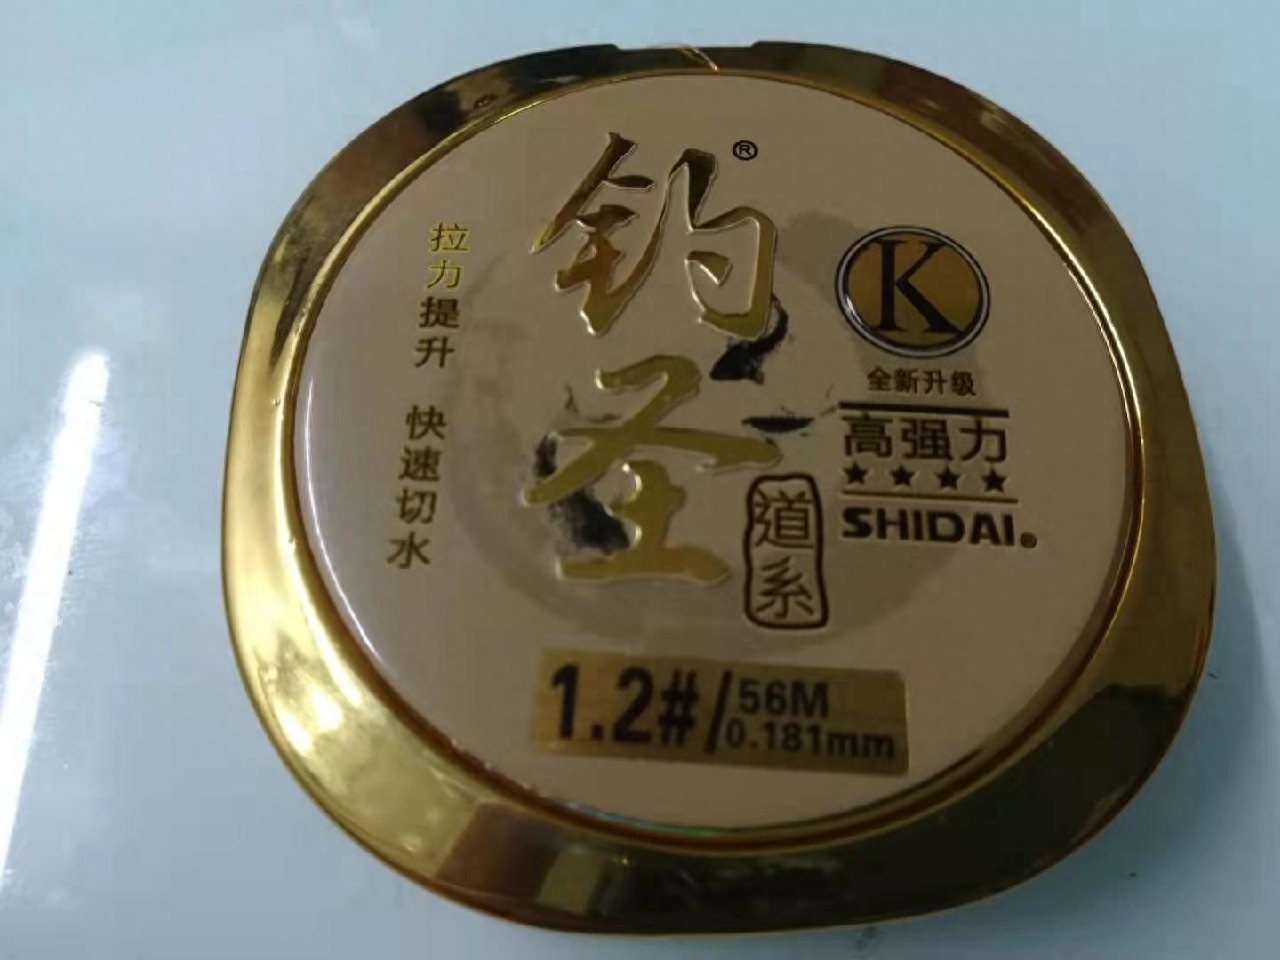 钓圣®
拉力提升 快速切水
K
全新升级
高强力
★★★★
SHIDAI®
道系
1.2#/56M
0.181mm